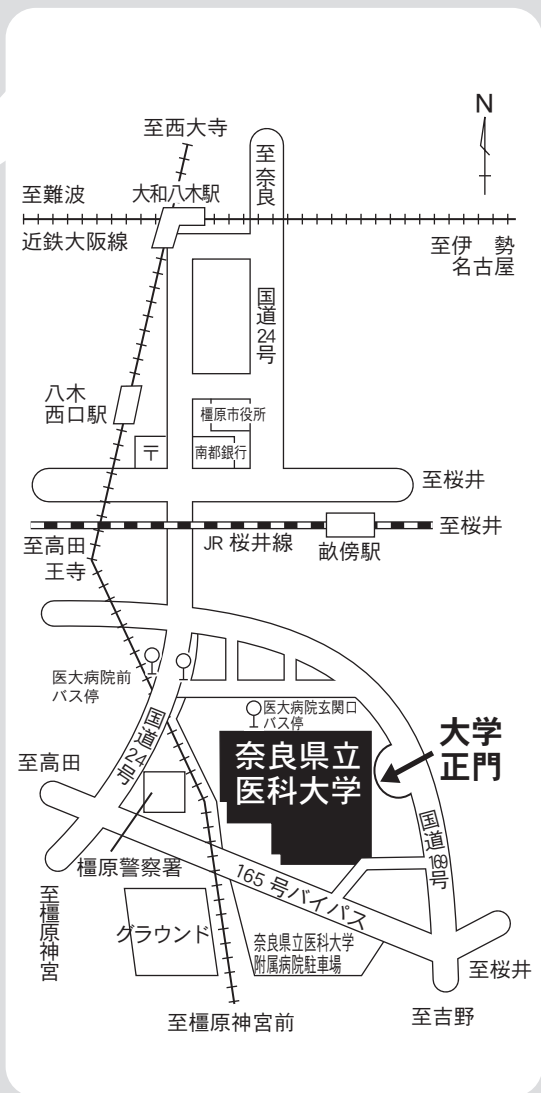 N
至西大寺
至奈良
至難波
大和八木駅
近鉄大阪線
至伊　勢
名古屋
国道24号
八木
西口駅
橿原市役所
〒
南都銀行
至桜井
至桜井
至高田
王寺
JR 桜井線
畝傍駅
医大病院前
バス停
医大病院玄関口
バス停
国道24号
大学
正門
奈良県立
医科大学
至高田
国道169号
橿原警察署
165 号バイパス
至橿原神宮
グラウンド
奈良県立医科大学
附属病院駐車場
至桜井
至橿原神宮前
至吉野